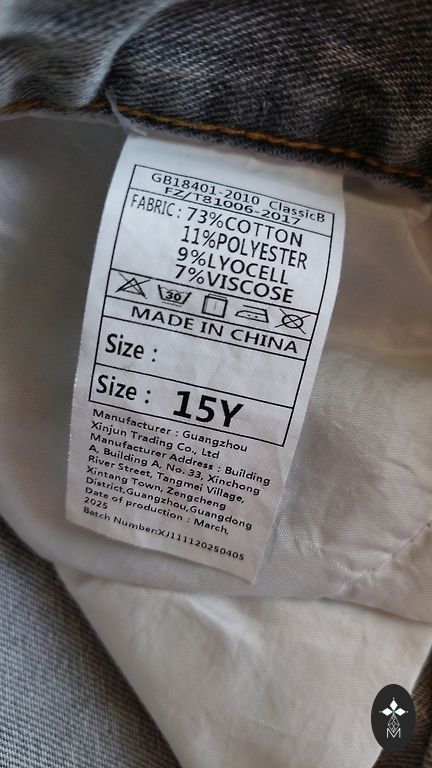 GB18401-2010 ClassicB
FZ/T81006-2017
FABRIC: 73%COTTON
11%POLYESTER
9%LYOCELL
7%VISCOSE
30
MADE IN CHINA
Size :
Size : 15Y
Manufacturer : Guangzhou
Xinjun Trading Co., Ltd
Manufacturer Address : Building
A, Building A, No. 33, Xinchong
River Street, Tangmei Village,
Xintang Town, Zengcheng
District,Guangzhou,Guangdong
Date of production : March,
2025
Batch Number:XJ111120250405
M